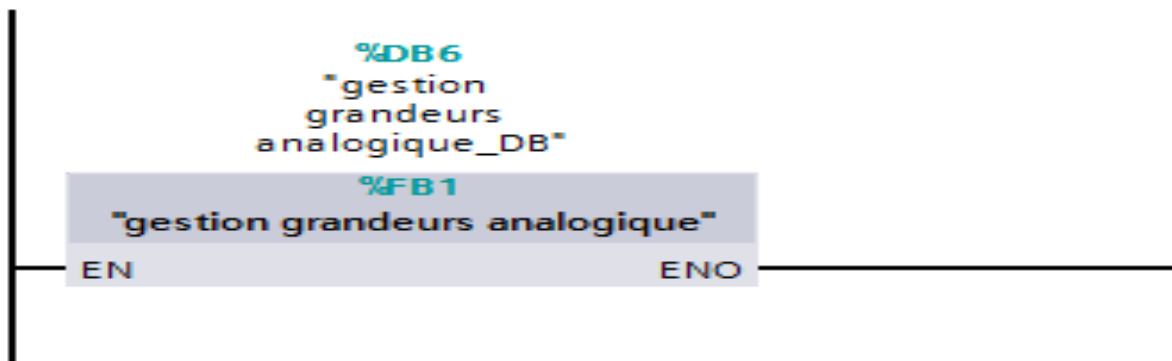 %DB6
"gestion
grandeurs
analogique_DB"
%FB1
"gestion grandeurs analogique"
EN ENO